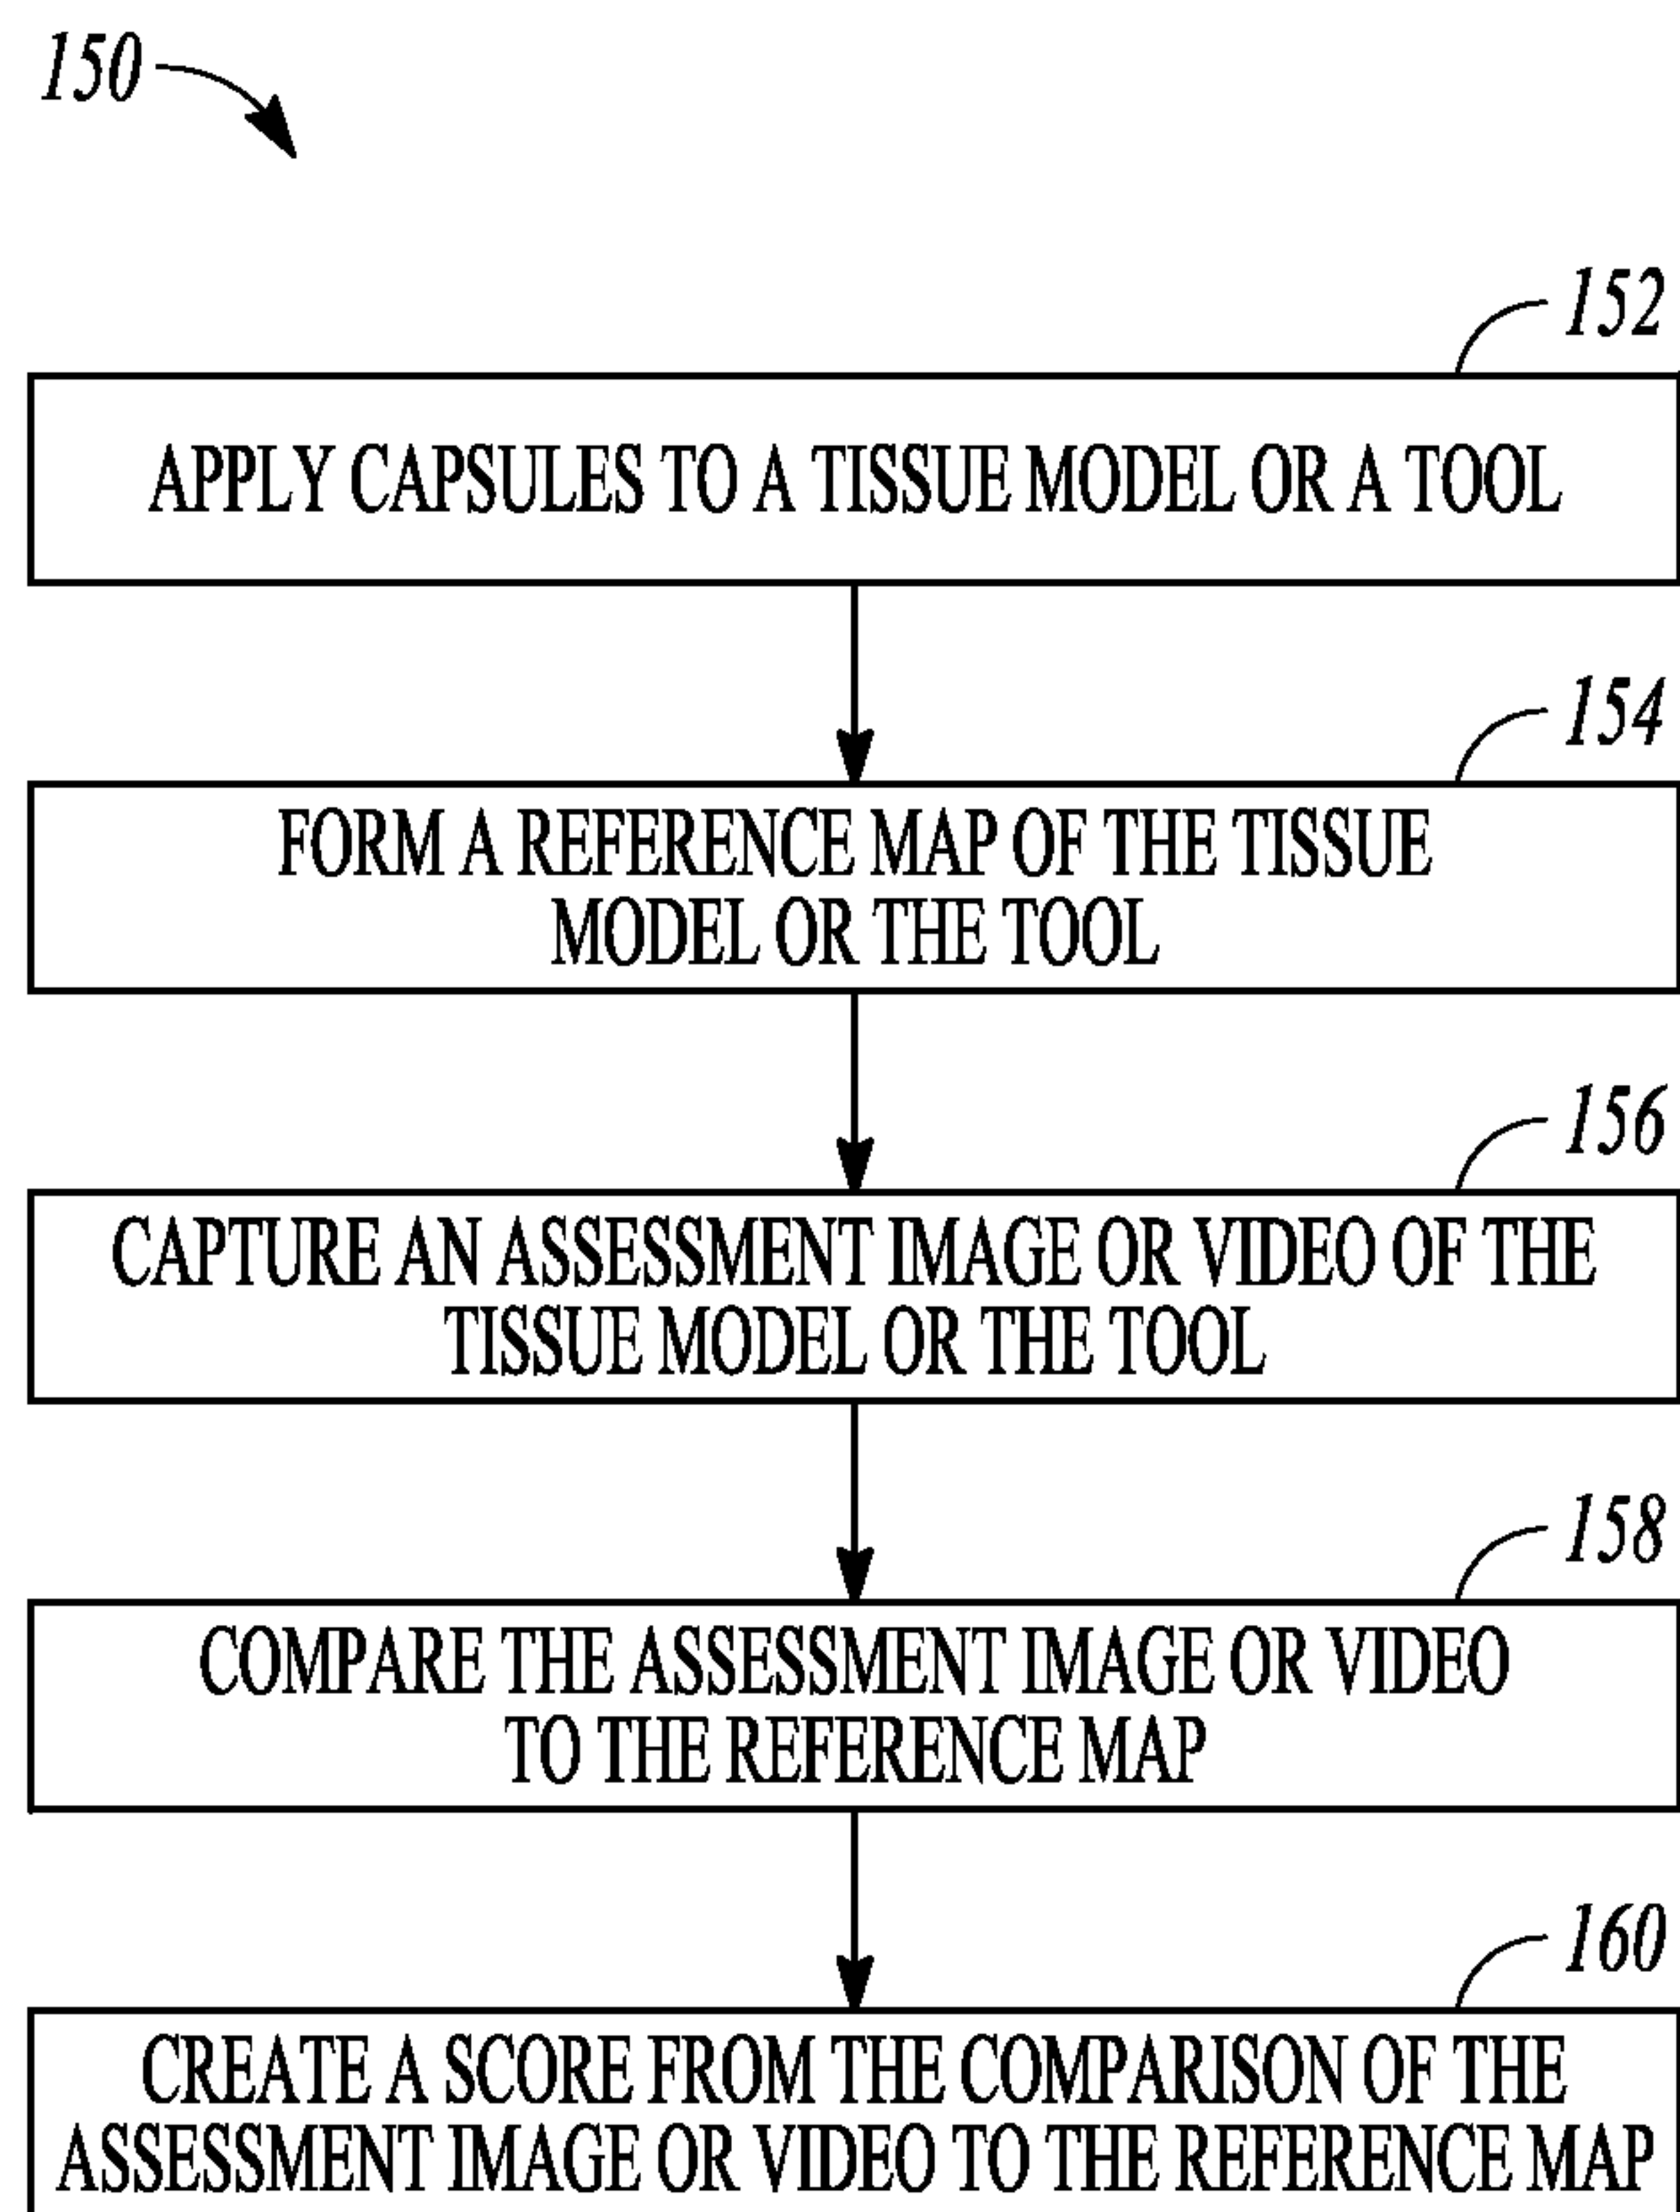 150
152
APPLY CAPSULES TO A TISSUE MODEL OR A TOOL
154
FORM A REFERENCE MAP OF THE TISSUE
MODEL OR THE TOOL
156
CAPTURE AN ASSESSMENT IMAGE OR VIDEO OF THE
TISSUE MODEL OR THE TOOL
158
COMPARE THE ASSESSMENT IMAGE OR VIDEO
TO THE REFERENCE MAP
160
CREATE A SCORE FROM THE COMPARISON OF THE
ASSESSMENT IMAGE OR VIDEO TO THE REFERENCE MAP